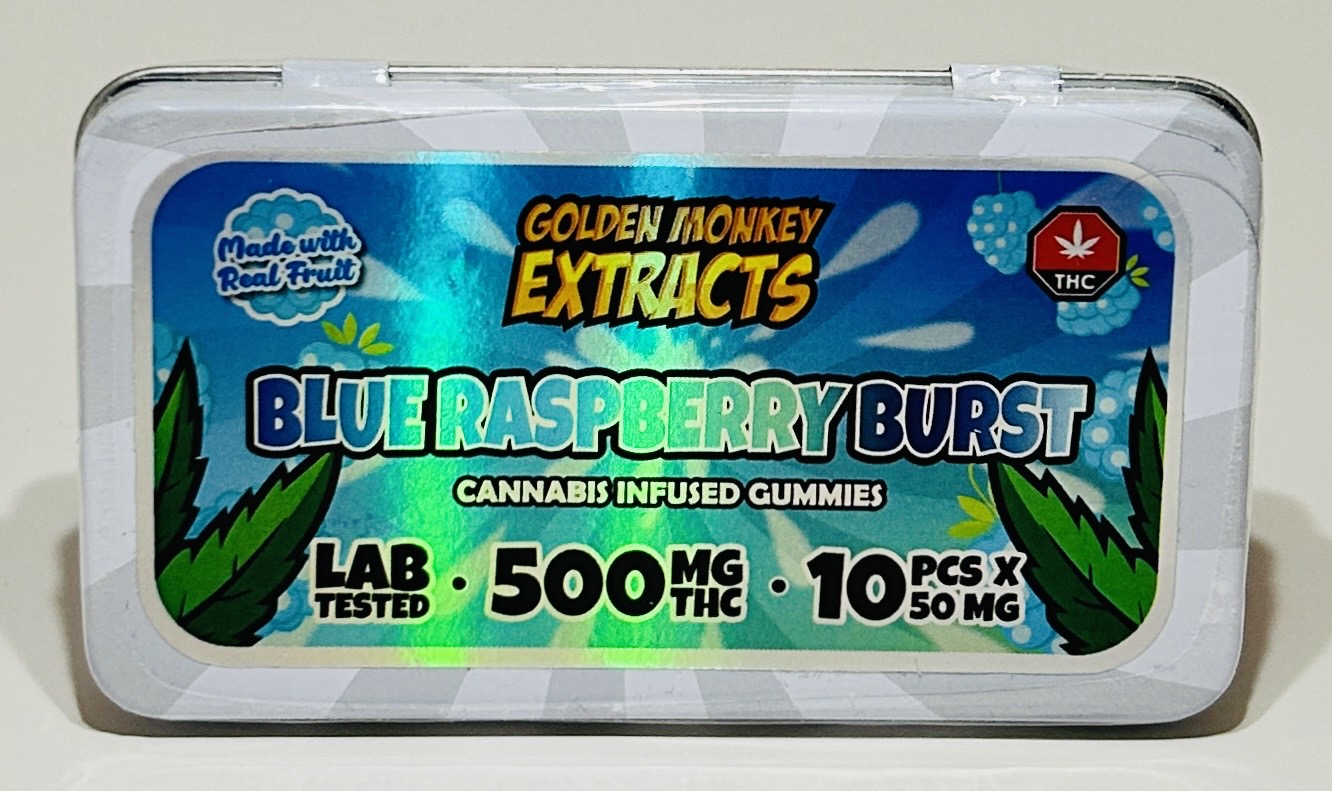 Made with
Real Fruit
GOLDEN MONKEY
EXTRACTS
THC
BLUE RASPBERRY BURST
CANNABIS INFUSED GUMMIES
LAB
TESTED
· 500 MG
THC
· 10 PCS X
50 MG